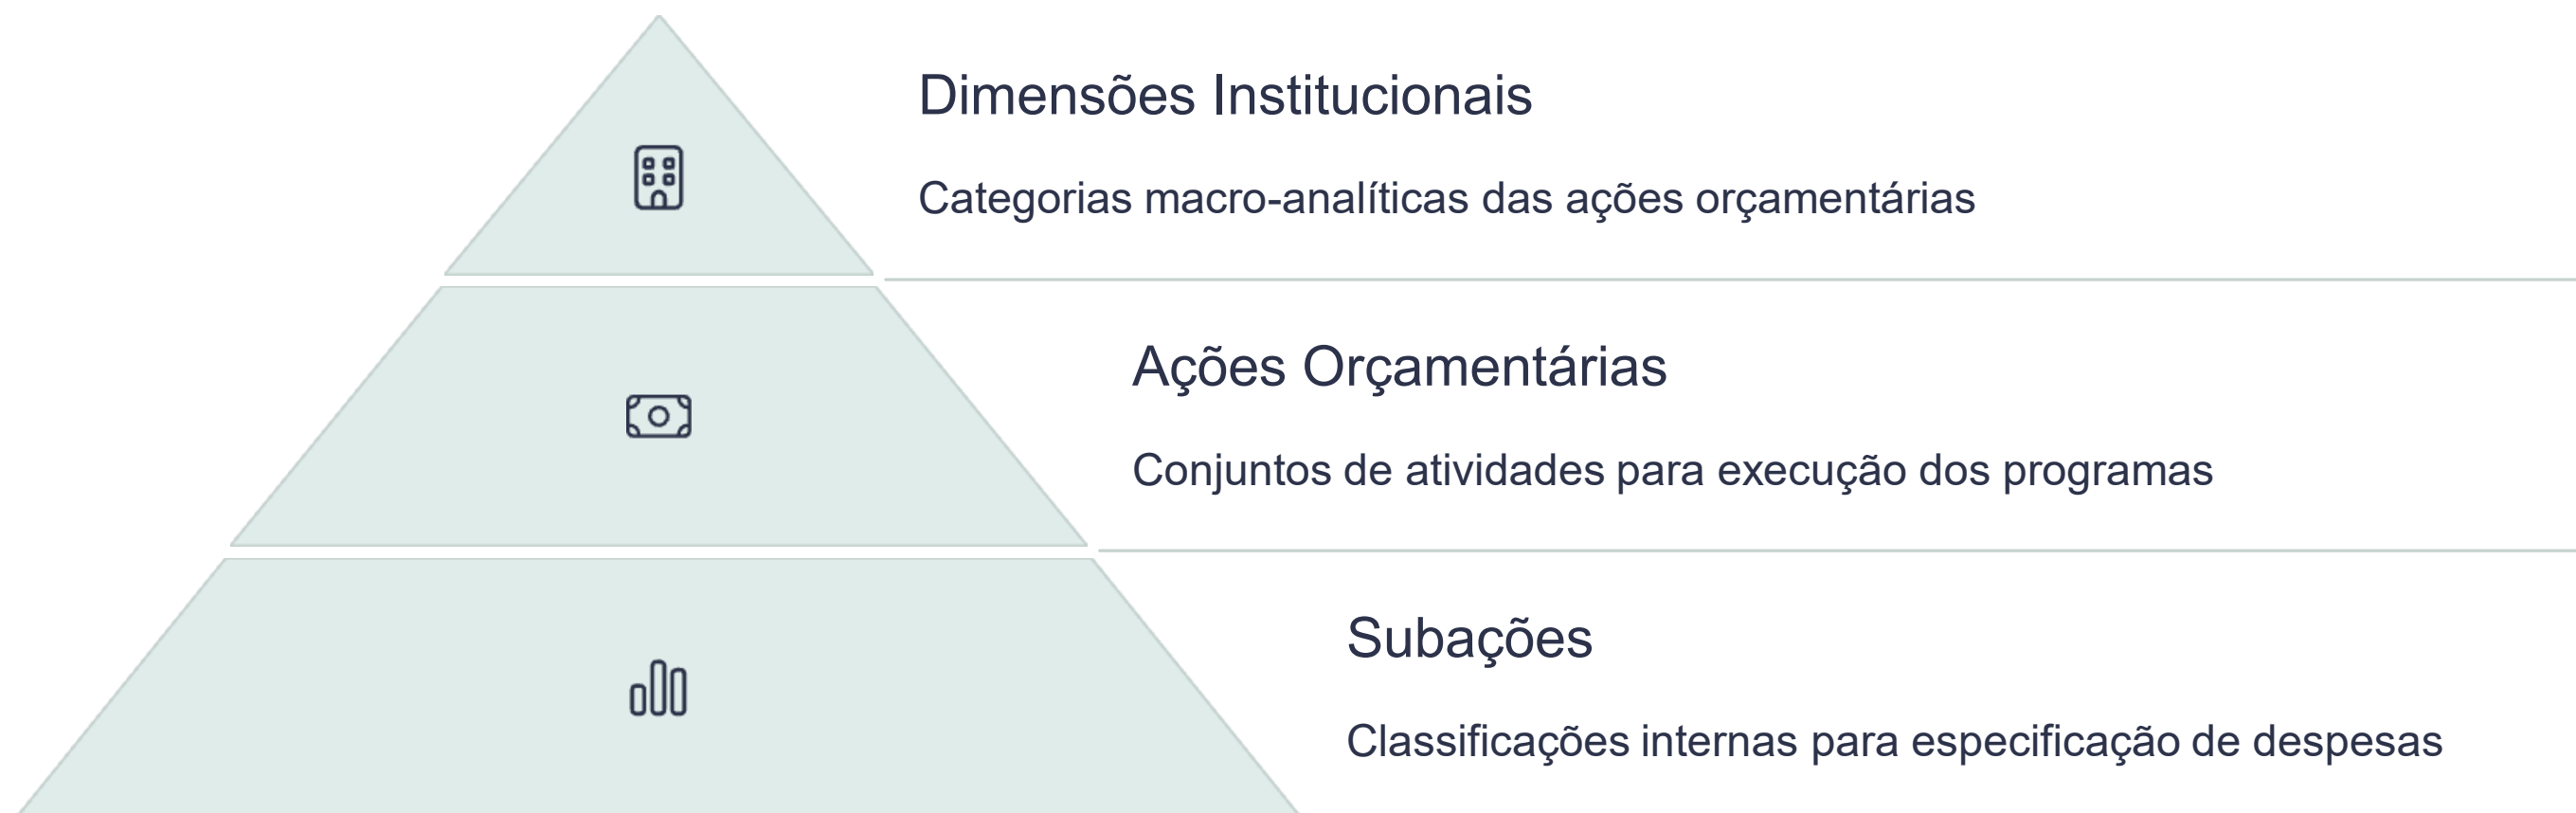 Dimensões Institucionais
Categorias macro-analíticas das ações orçamentárias
Ações Orçamentárias
Conjuntos de atividades para execução dos programas
Subações
Classificações internas para especificação de despesas